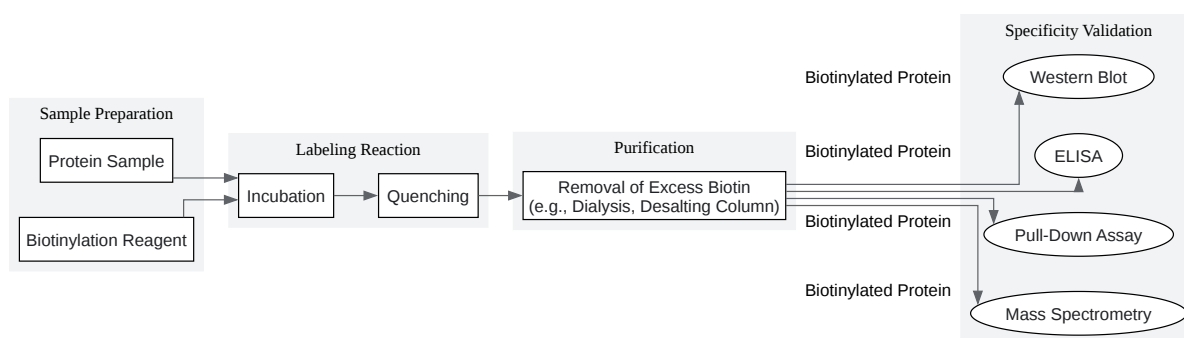 Sample Preparation
Protein Sample
Biotinylation Reagent
Labeling Reaction
Incubation
Quenching
Purification
Removal of Excess Biotin
(e.g., Dialysis, Desalting Column)
Biotinylated Protein
Biotinylated Protein
Biotinylated Protein
Biotinylated Protein
Specificity Validation
Western Blot
ELISA
Pull-Down Assay
Mass Spectrometry